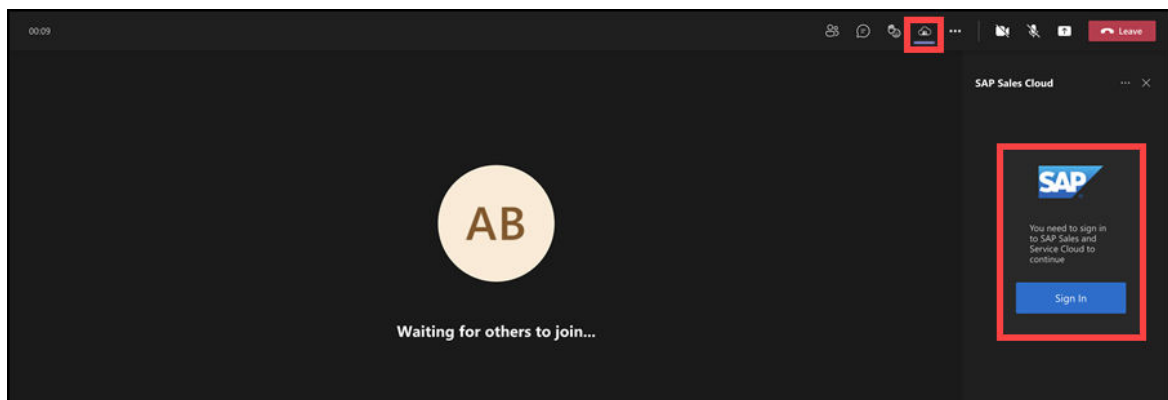 00:09
Leave
SAP Sales Cloud
SAP
You need to sign in
to SAP Sales and
Service Cloud to
continue
Sign In
AB
Waiting for others to join...